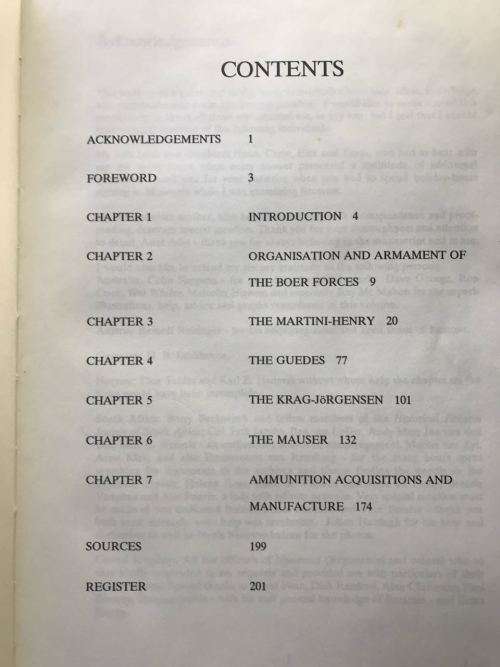 CONTENTS
ACKNOWLEDGEMENTS 1
FOREWORD 3
CHAPTER 1 INTRODUCTION 4
CHAPTER 2 ORGANISATION AND ARMAMENT OF
THE BOER FORCES 9
CHAPTER 3 THE MARTINI-HENRY 20
CHAPTER 4 THE GUEDES 77
CHAPTER 5 THE KRAG-JöRGENSEN 101
CHAPTER 6 THE MAUSER 132
CHAPTER 7 AMMUNITION ACQUISITIONS AND
MANUFACTURE 174
SOURCES 199
REGISTER 201